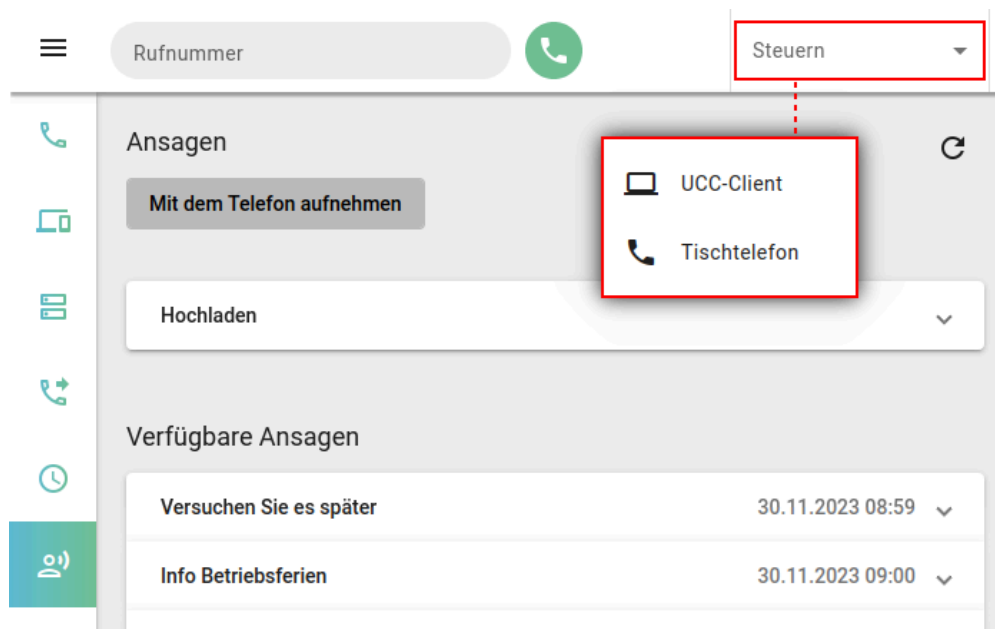 Rufnummer
Steuern
Ansagen
UCC-Client
Mit dem Telefon aufnehmen
Tischtelefon
Hochladen
Verfügbare Ansagen
Versuchen Sie es später 30.11.2023 08:59
Info Betriebsferien 30.11.2023 09:00